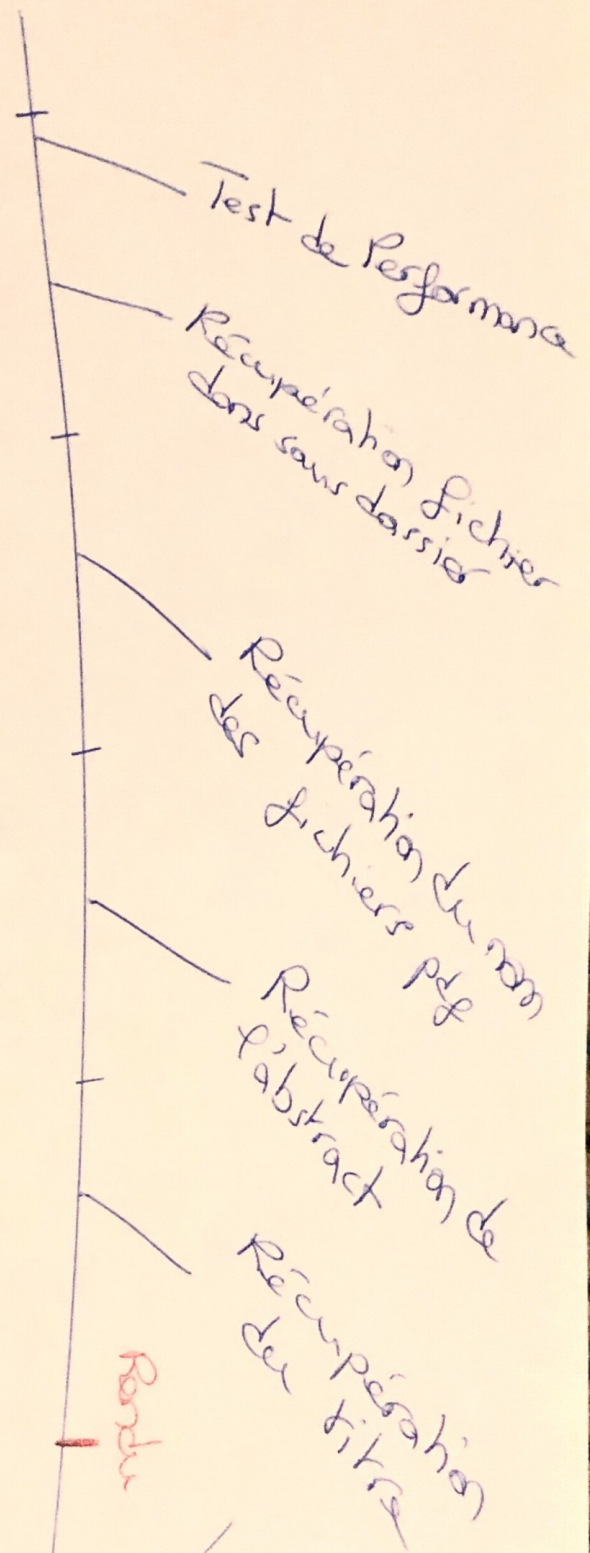 Test de Performance
Récupération fichier
dans sous dossier
Récupération du nom
des fichiers pdf
Récupération de
l'abstract
Récupération
du titre
Rendu